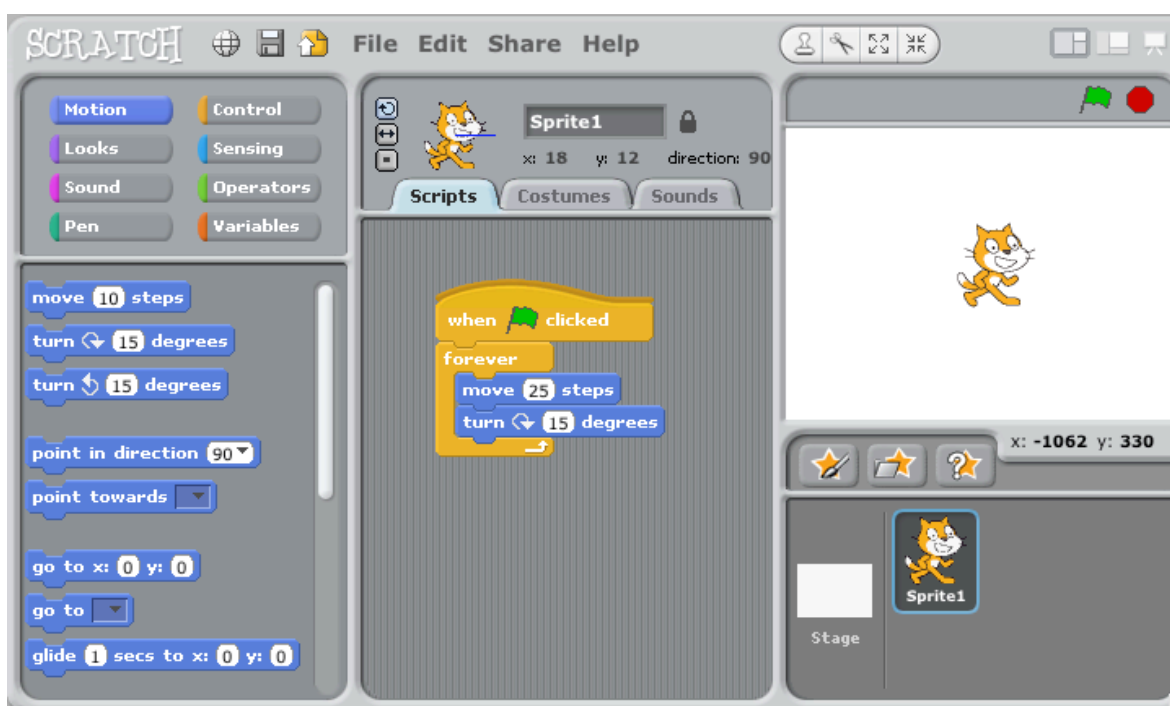 SCRATCH File Edit Share Help
Motion Control
Looks Sensing
Sound Operators
Pen Variables
move 10 steps
turn 15 degrees
turn 15 degrees
point in direction 90
point towards
go to x: 0 y: 0
go to
glide 1 secs to x: 0 y: 0
Sprite1
x: 18 y: 12 direction: 90
Scripts Costumes Sounds
when clicked
forever
move 25 steps
turn 15 degrees
x: -1062 y: 330
Sprite1
Stage